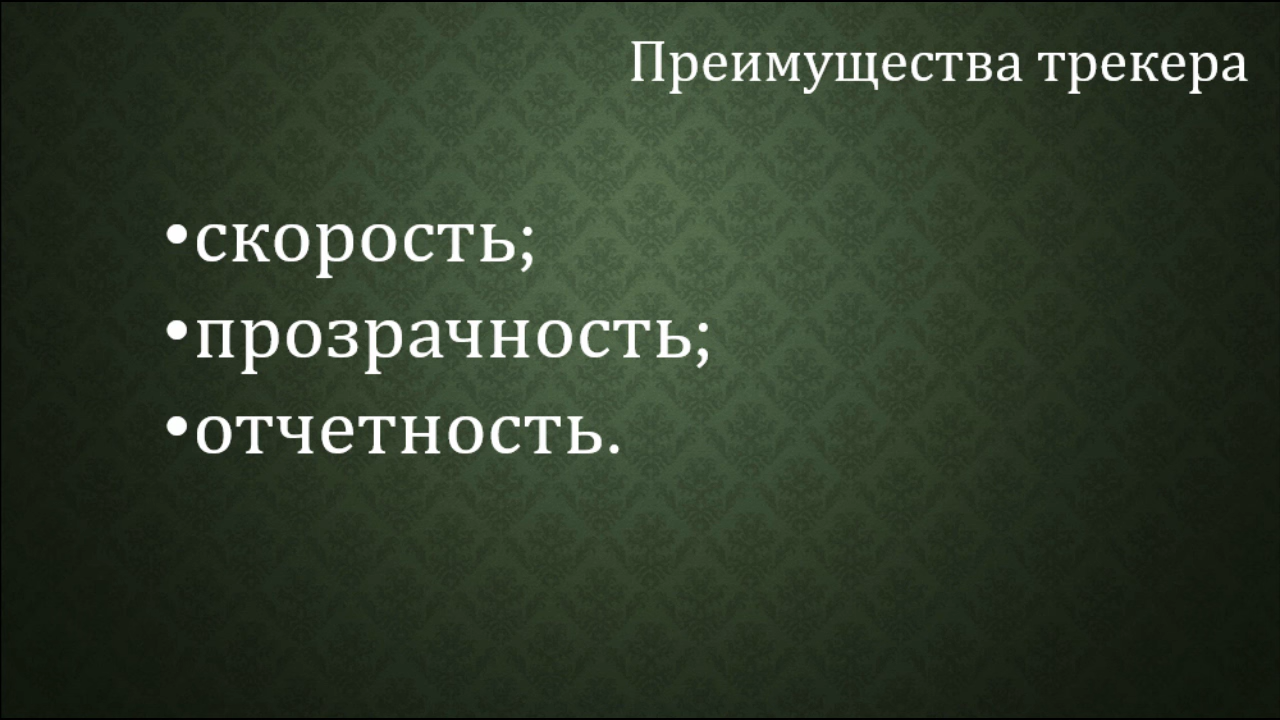 Преимущества трекера
•скорость;
•прозрачность;
•отчетность.